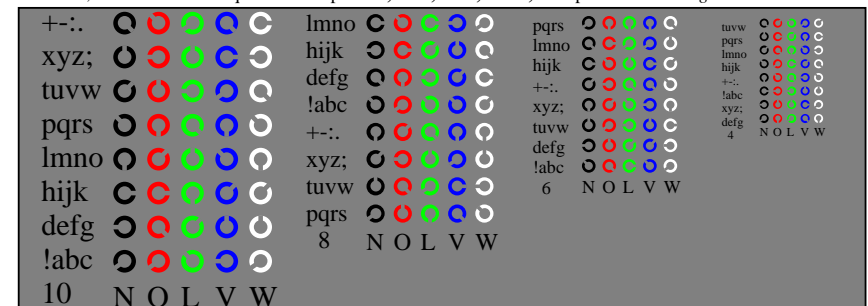 +-:.
xyz;
tuvw
pqrs
lmno
hijk
defg
!abc
10 N O L V W
lmno
hijk
defg
!abc
+-:.
xyz;
tuvw
pqrs
8 N O L V W
pqrs
lmno
hijk
+-:.
xyz;
tuvw
defg
!abc
6 N O L V W
tuvw
pqrs
lmno
hijk
+-:.
!abc
xyz;
defg
4 N O L V W